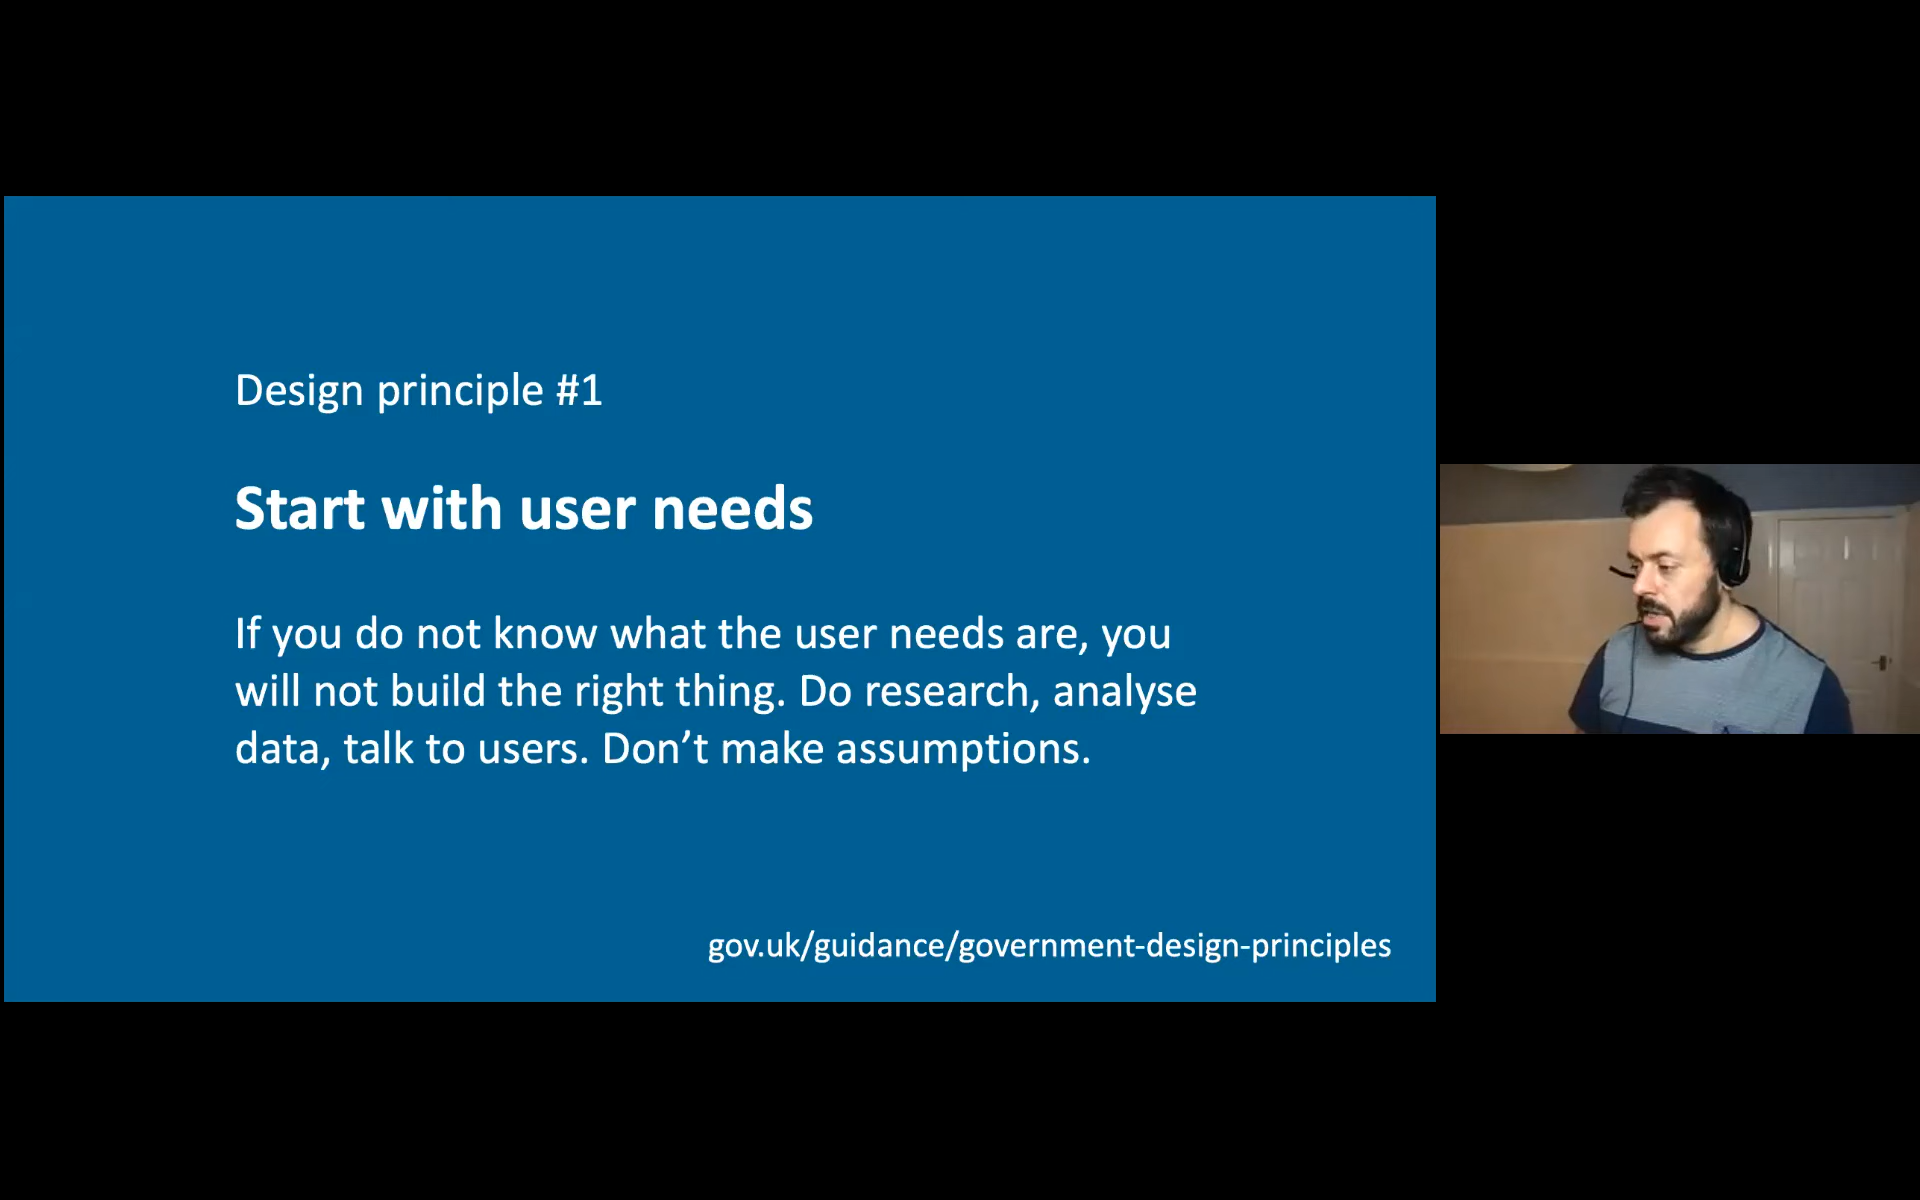 Design principle #1
Start with user needs
If you do not know what the user needs are, you
will not build the right thing. Do research, analyse
data, talk to users. Don’t make assumptions.
gov.uk/guidance/government-design-principles